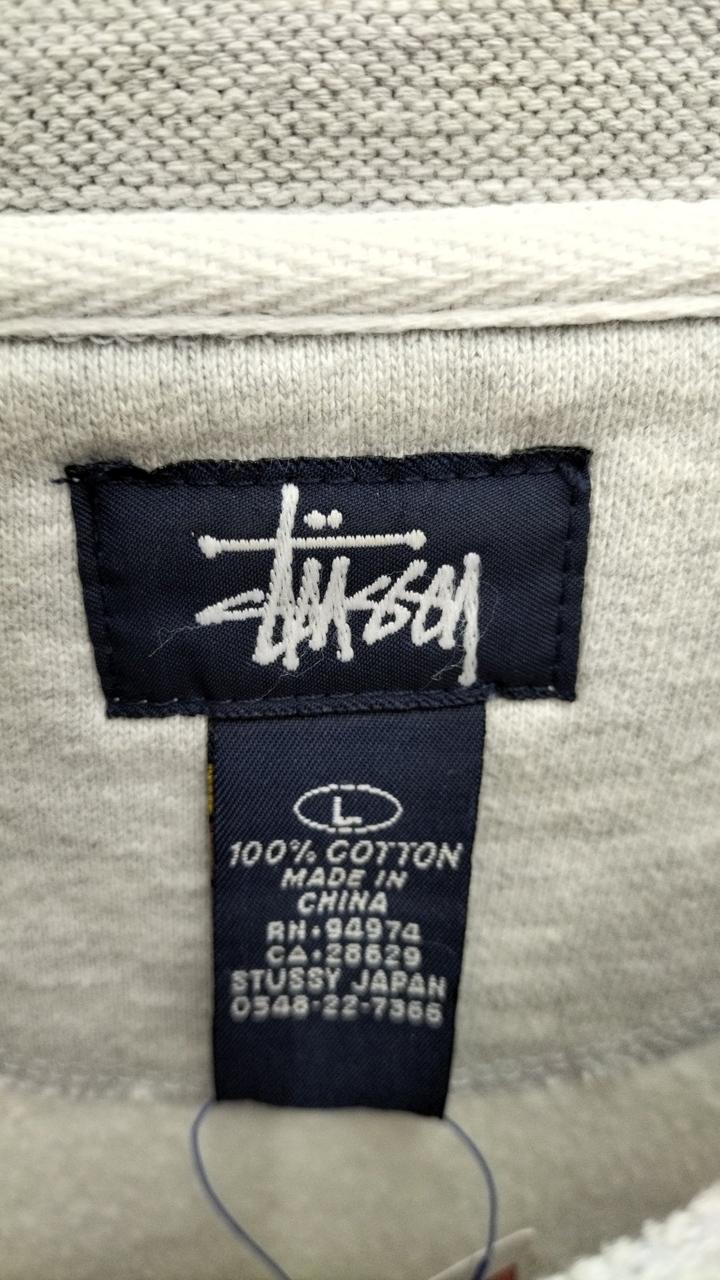 stüssy
L
100% COTTON
MADE IN
CHINA
RN•94974
CA•28629
STUSSY JAPAN
0548-22-7366